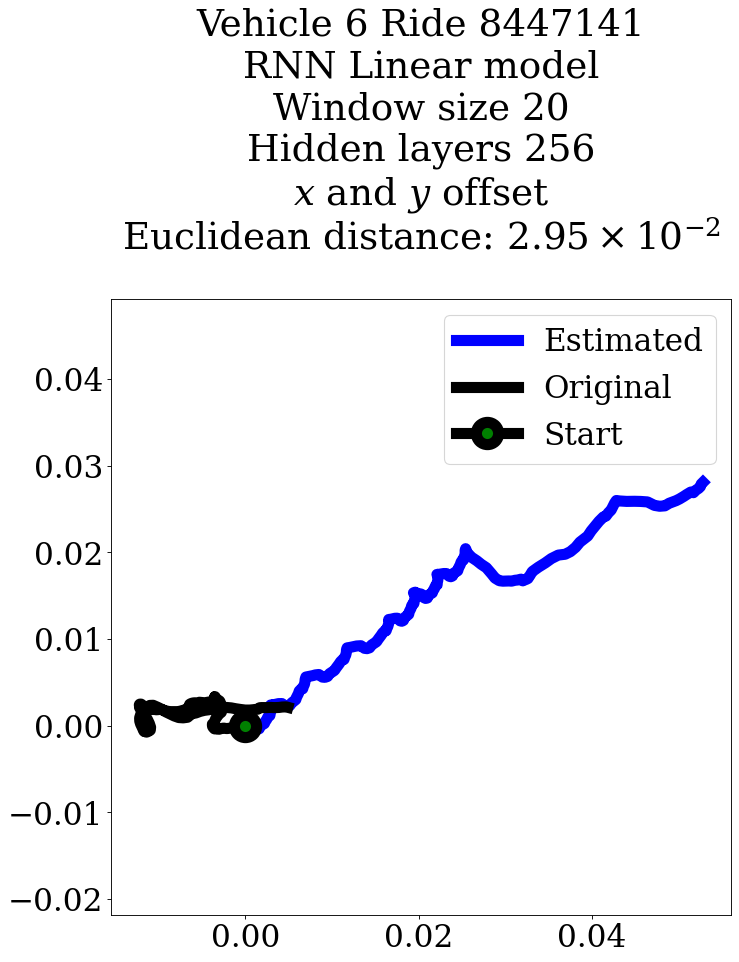 Vehicle 6 Ride 8447141
RNN Linear model
Window size 20
Hidden layers 256
x and y offset
Euclidean distance: 2.95 × 10⁻²
Estimated
Original
Start
0.04
0.03
0.02
0.01
0.00
−0.01
−0.02
0.00 0.02 0.04